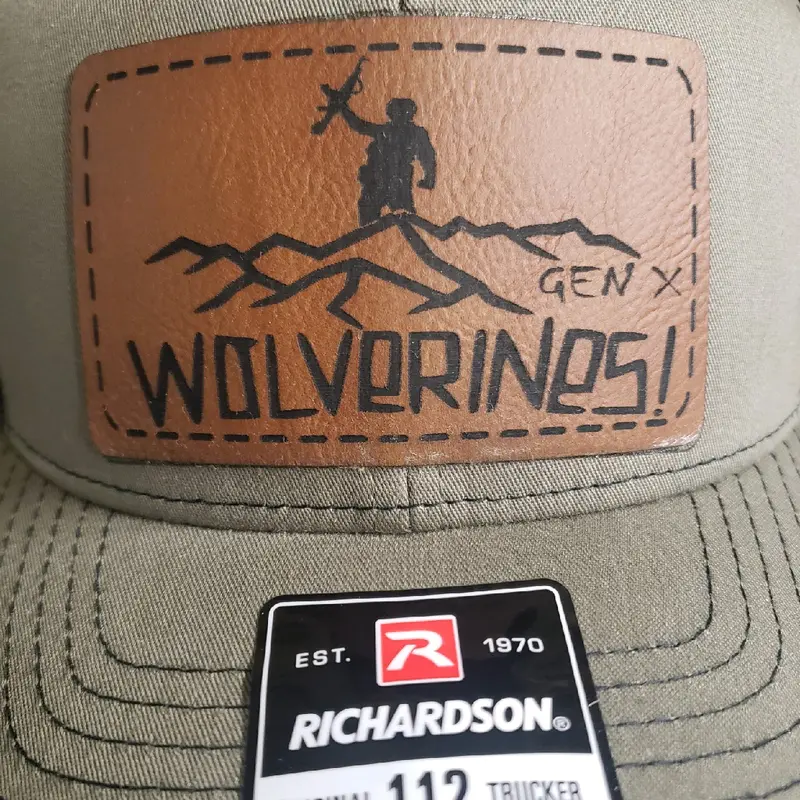 GEN X
WOLVERINES!
EST. R 1970
RICHARDSON®
112 TRUCKER